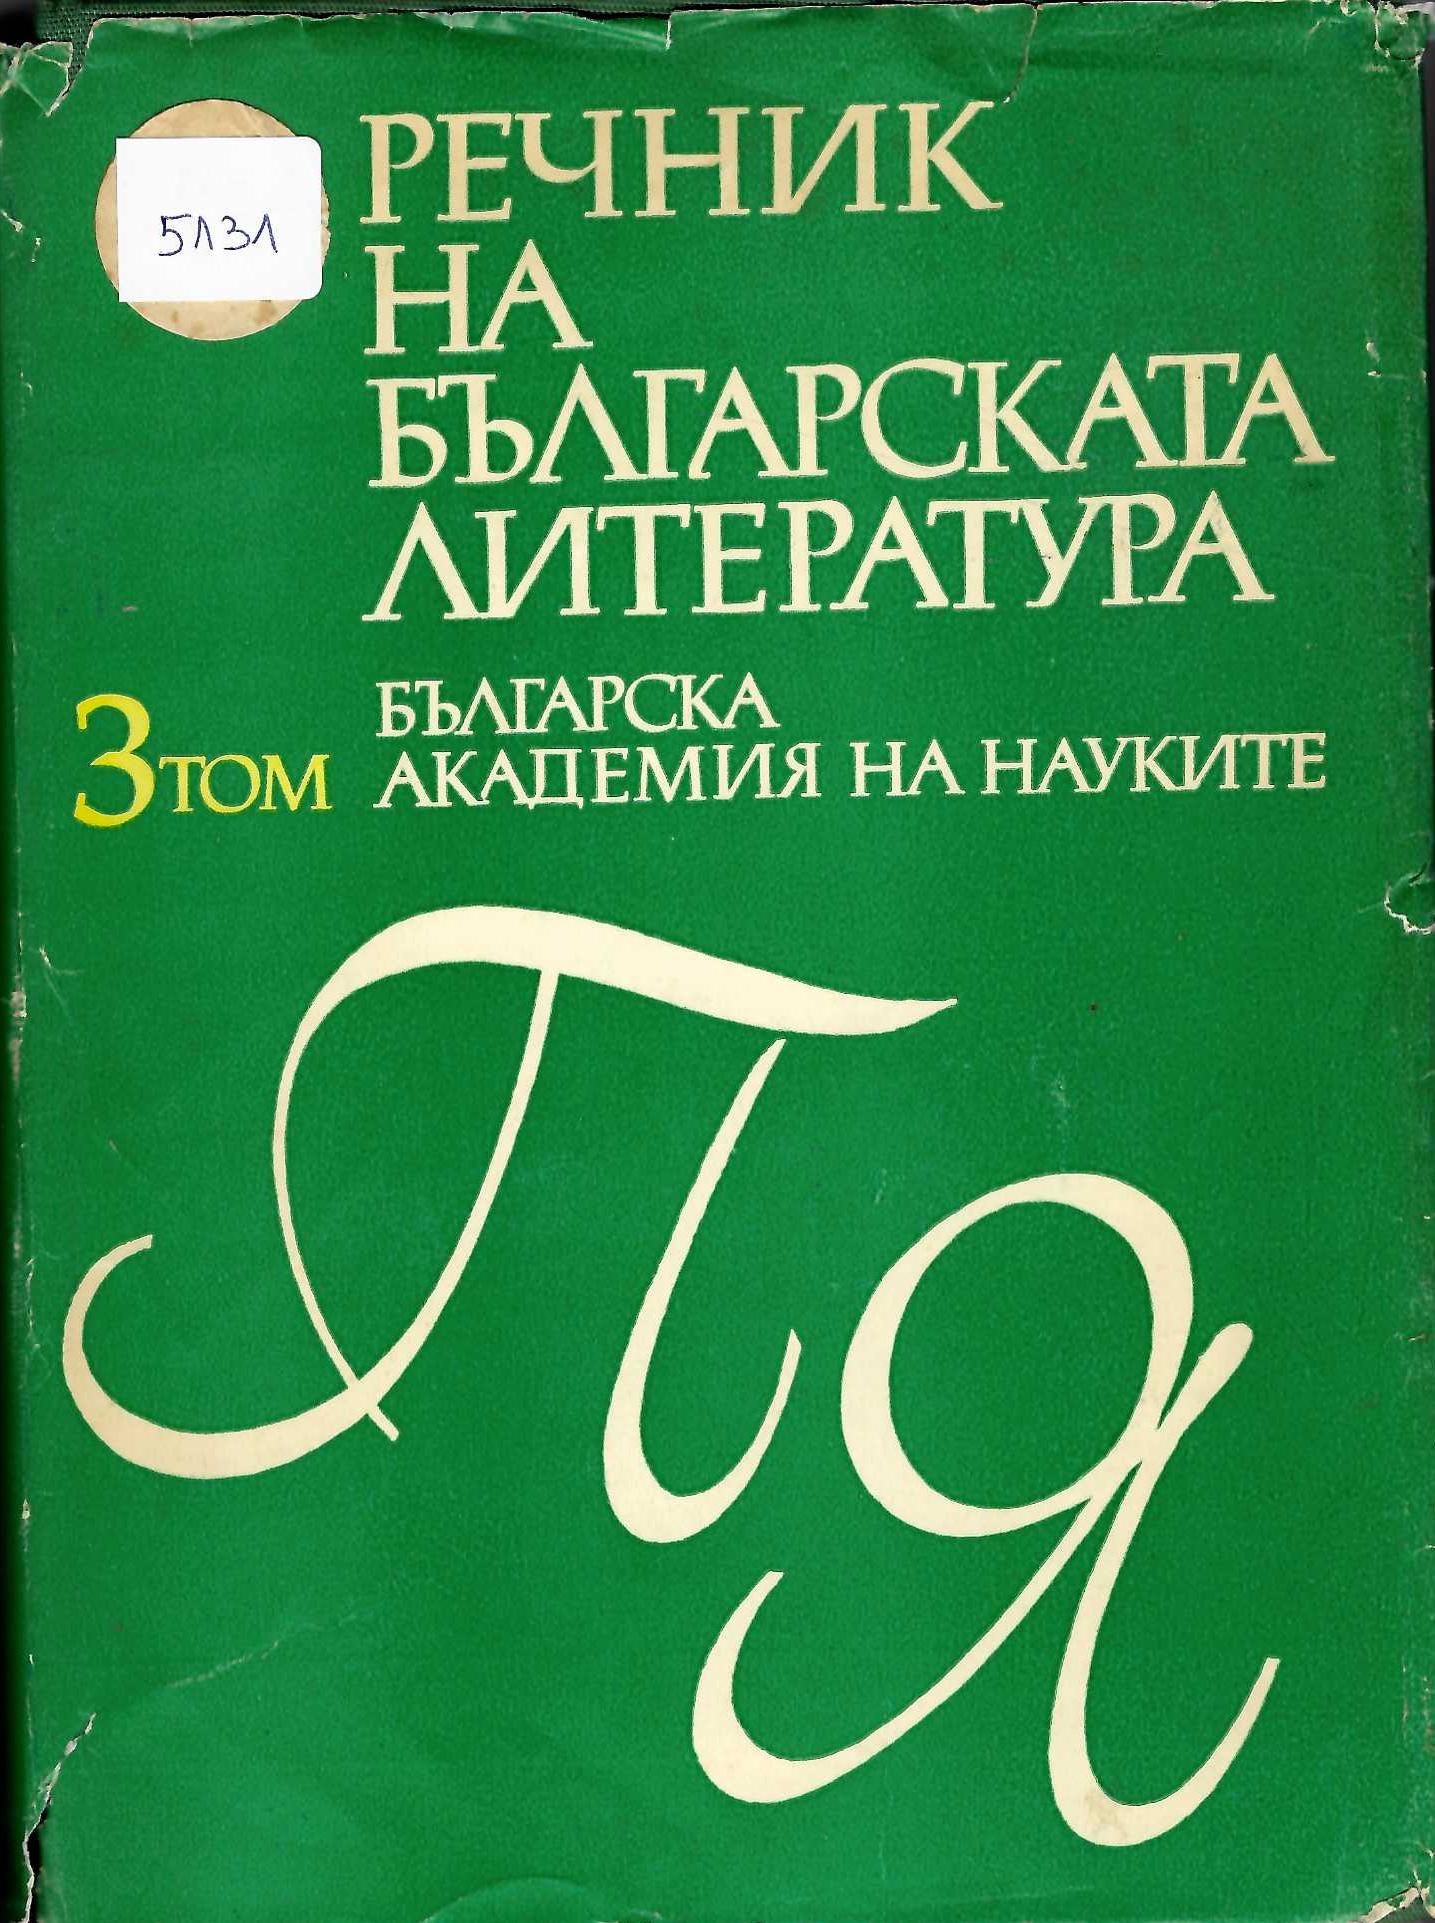 5131
РЕЧНИК
НА
БЪЛГАРСКАТА
ЛИТЕРАТУРА
3 ТОМ
БЪЛГАРСКА
АКАДЕМИЯ НА НАУКИТЕ
П
Я